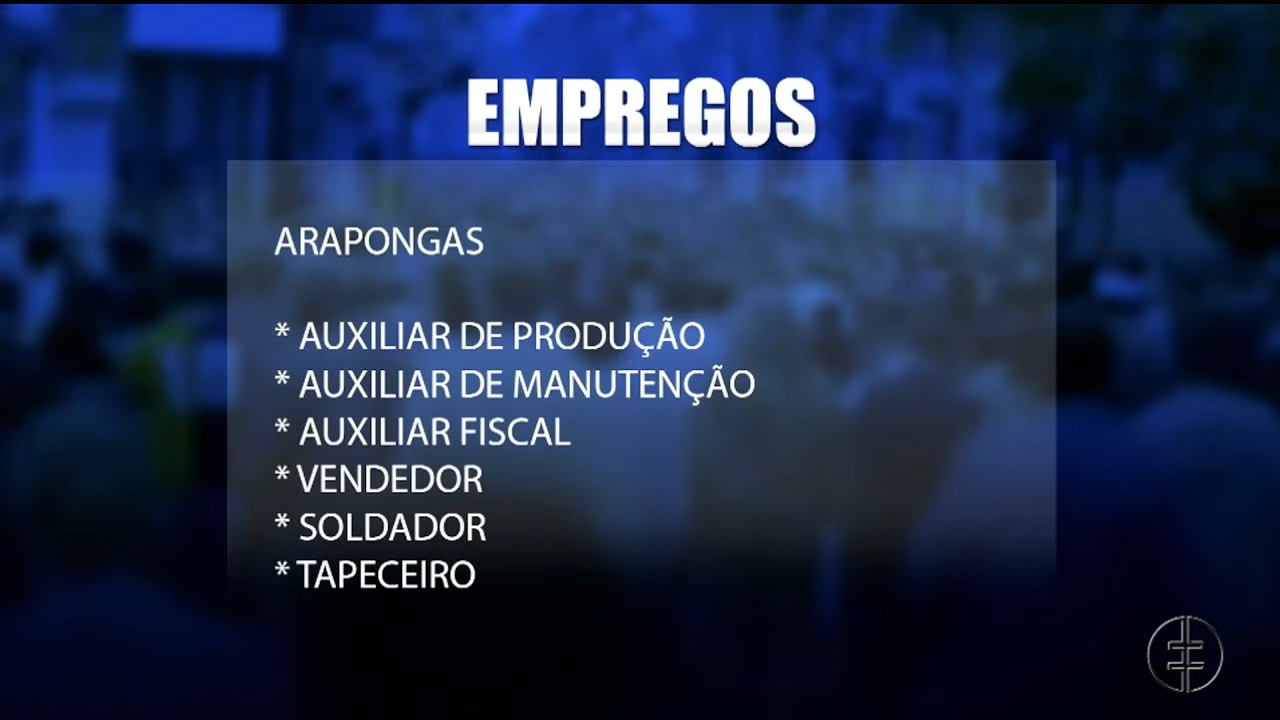 EMPREGOS
ARAPONGAS
* AUXILIAR DE PRODUÇÃO
* AUXILIAR DE MANUTENÇÃO
* AUXILIAR FISCAL
* VENDEDOR
* SOLDADOR
* TAPECEIRO